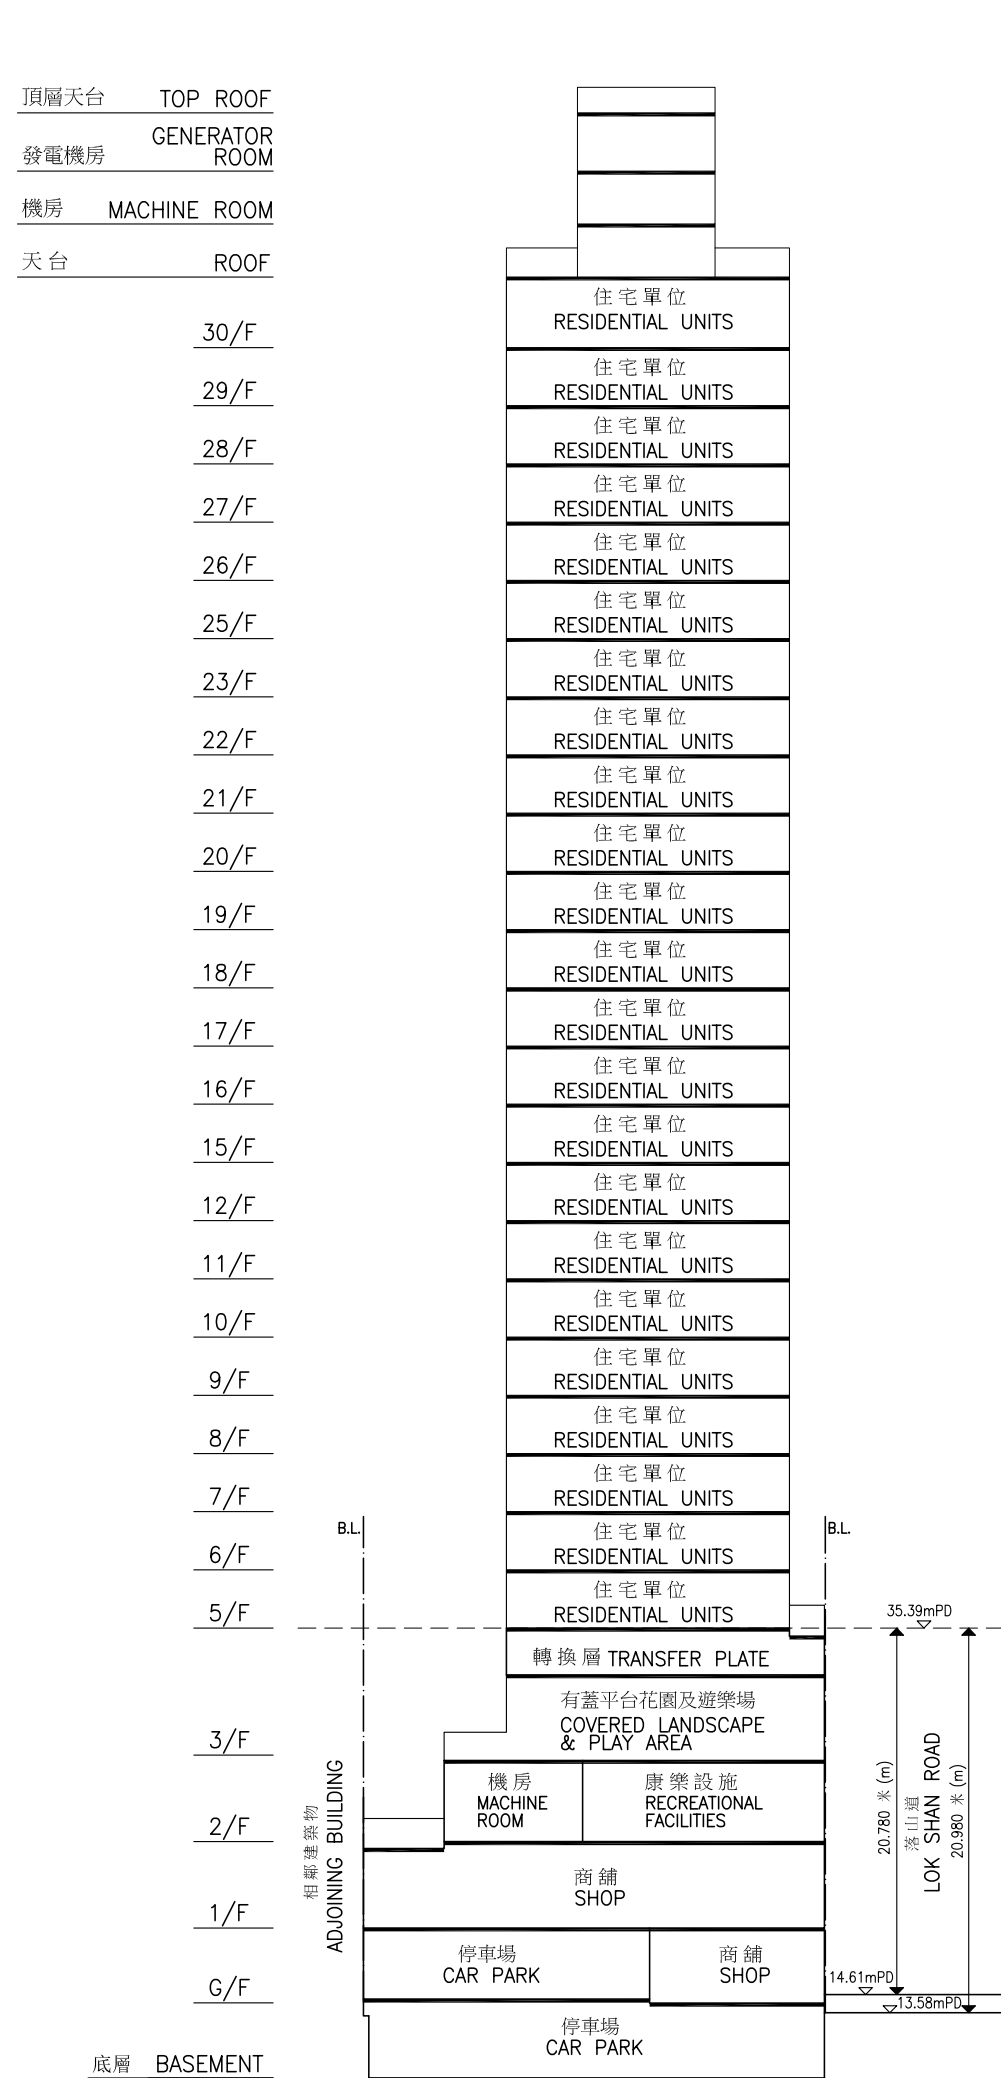 頂層天台 TOP ROOF
發電機房 GENERATOR
ROOM
機房 MACHINE ROOM
天台 ROOF
住宅單位
RESIDENTIAL UNITS
30/F
住宅單位
RESIDENTIAL UNITS
29/F
住宅單位
RESIDENTIAL UNITS
28/F
住宅單位
RESIDENTIAL UNITS
27/F
住宅單位
RESIDENTIAL UNITS
26/F
住宅單位
RESIDENTIAL UNITS
25/F
住宅單位
RESIDENTIAL UNITS
23/F
住宅單位
RESIDENTIAL UNITS
22/F
住宅單位
RESIDENTIAL UNITS
21/F
住宅單位
RESIDENTIAL UNITS
20/F
住宅單位
RESIDENTIAL UNITS
19/F
住宅單位
RESIDENTIAL UNITS
18/F
住宅單位
RESIDENTIAL UNITS
17/F
住宅單位
RESIDENTIAL UNITS
16/F
住宅單位
RESIDENTIAL UNITS
15/F
住宅單位
RESIDENTIAL UNITS
12/F
住宅單位
RESIDENTIAL UNITS
11/F
住宅單位
RESIDENTIAL UNITS
10/F
住宅單位
RESIDENTIAL UNITS
9/F
住宅單位
RESIDENTIAL UNITS
8/F
住宅單位
RESIDENTIAL UNITS
7/F
B.L.
B.L.
住宅單位
RESIDENTIAL UNITS
6/F
住宅單位
RESIDENTIAL UNITS
5/F
35.39mPD
轉換層 TRANSFER PLATE
有蓋平台花園及遊樂場
COVERED LANDSCAPE
& PLAY AREA
3/F
機房
MACHINE
ROOM
康樂設施
RECREATIONAL
FACILITIES
2/F
相鄰建築物
ADJOINING BUILDING
20.780 米 (m)
落山道
LOK SHAN ROAD
20.980 米 (m)
商舖
SHOP
1/F
停車場
CAR PARK
商舖
SHOP
G/F
14.61mPD
13.58mPD
停車場
CAR PARK
底層 BASEMENT